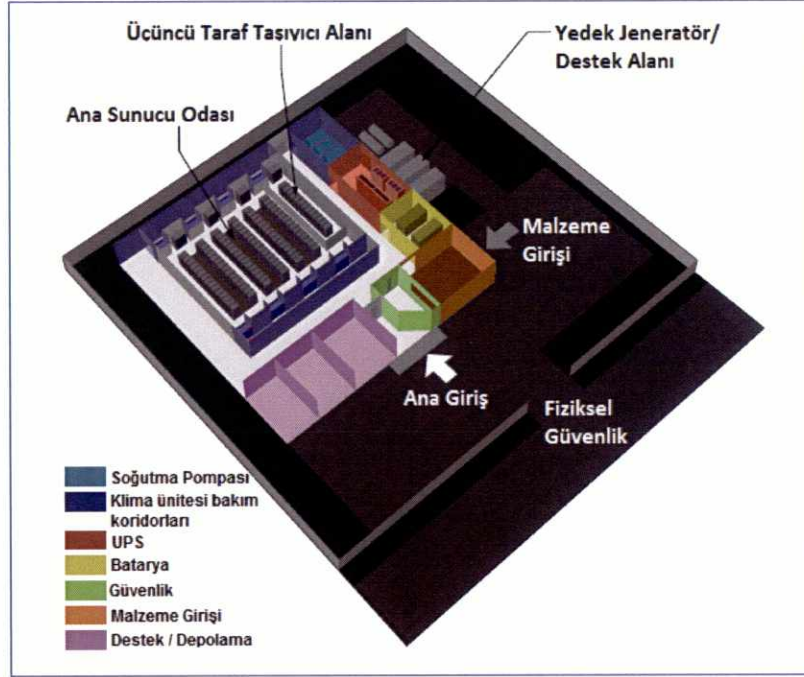 Üçüncü Taraf Taşıyıcı Alanı
Yedek Jeneratör/
Destek Alanı
Ana Sunucu Odası
Malzeme
Girişi
Ana Giriş
Fiziksel
Güvenlik
Soğutma Pompası
Klima ünitesi bakım
koridorları
UPS
Batarya
Güvenlik
Malzeme Girişi
Destek / Depolama